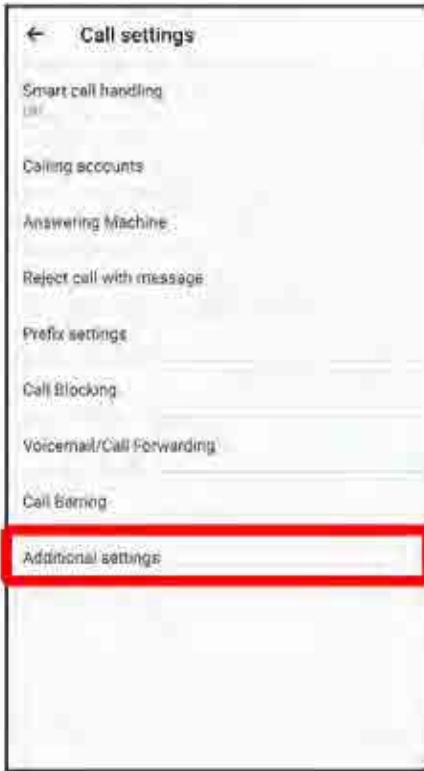 Call settings
Smart call handling
Calling accounts
Answering Machine
Reject call with message
Prefix settings
Call Blocking
Voicemail/Call Forwarding
Call Barring
Additional settings